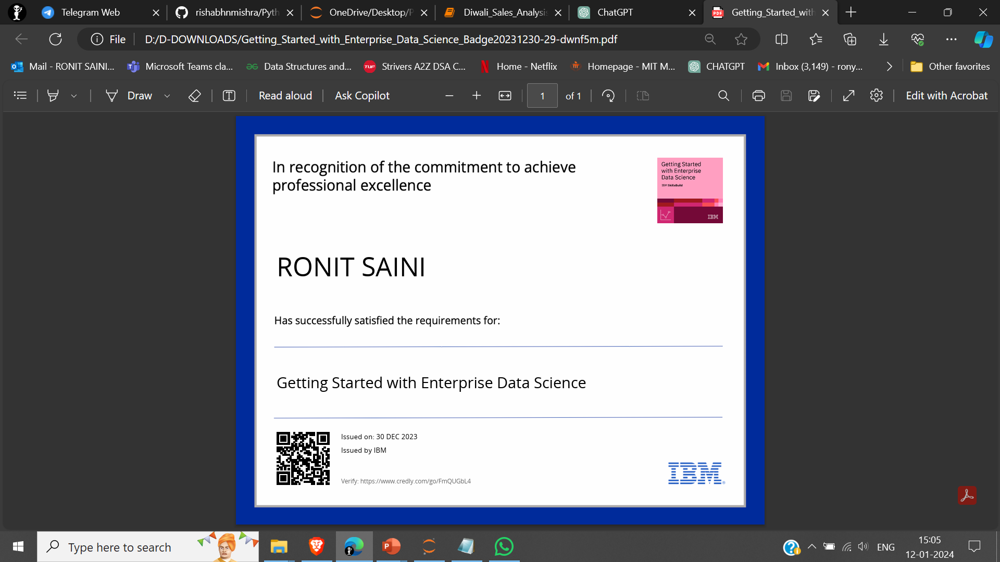 Telegram Web
rishabhnmishra/Pyth
OneDrive/Desktop/P
Diwali_Sales_Analysis
ChatGPT
Getting_Started_with
File
D:/D-DOWNLOADS/Getting_Started_with_Enterprise_Data_Science_Badge20231230-29-dwnf5m.pdf
Mail - RONIT SAINI...
Microsoft Teams cla...
Data Structures and...
TUF
Strivers A2Z DSA C...
Home - Netflix
Homepage - MIT M...
CHATGPT
Inbox (3,149) - rony...
Other favorites
Draw
Read aloud
Ask Copilot
1
of 1
Edit with Acrobat
In recognition of the commitment to achieve
professional excellence
Getting Started
with Enterprise
Data Science
IBM SkillsBuild
IBM
RONIT SAINI
Has successfully satisfied the requirements for:
Getting Started with Enterprise Data Science
Issued on: 30 DEC 2023
Issued by IBM
Verify: https://www.credly.com/go/FmQUGbL4
IBM®
Type here to search
ENG
15:05
12-01-2024